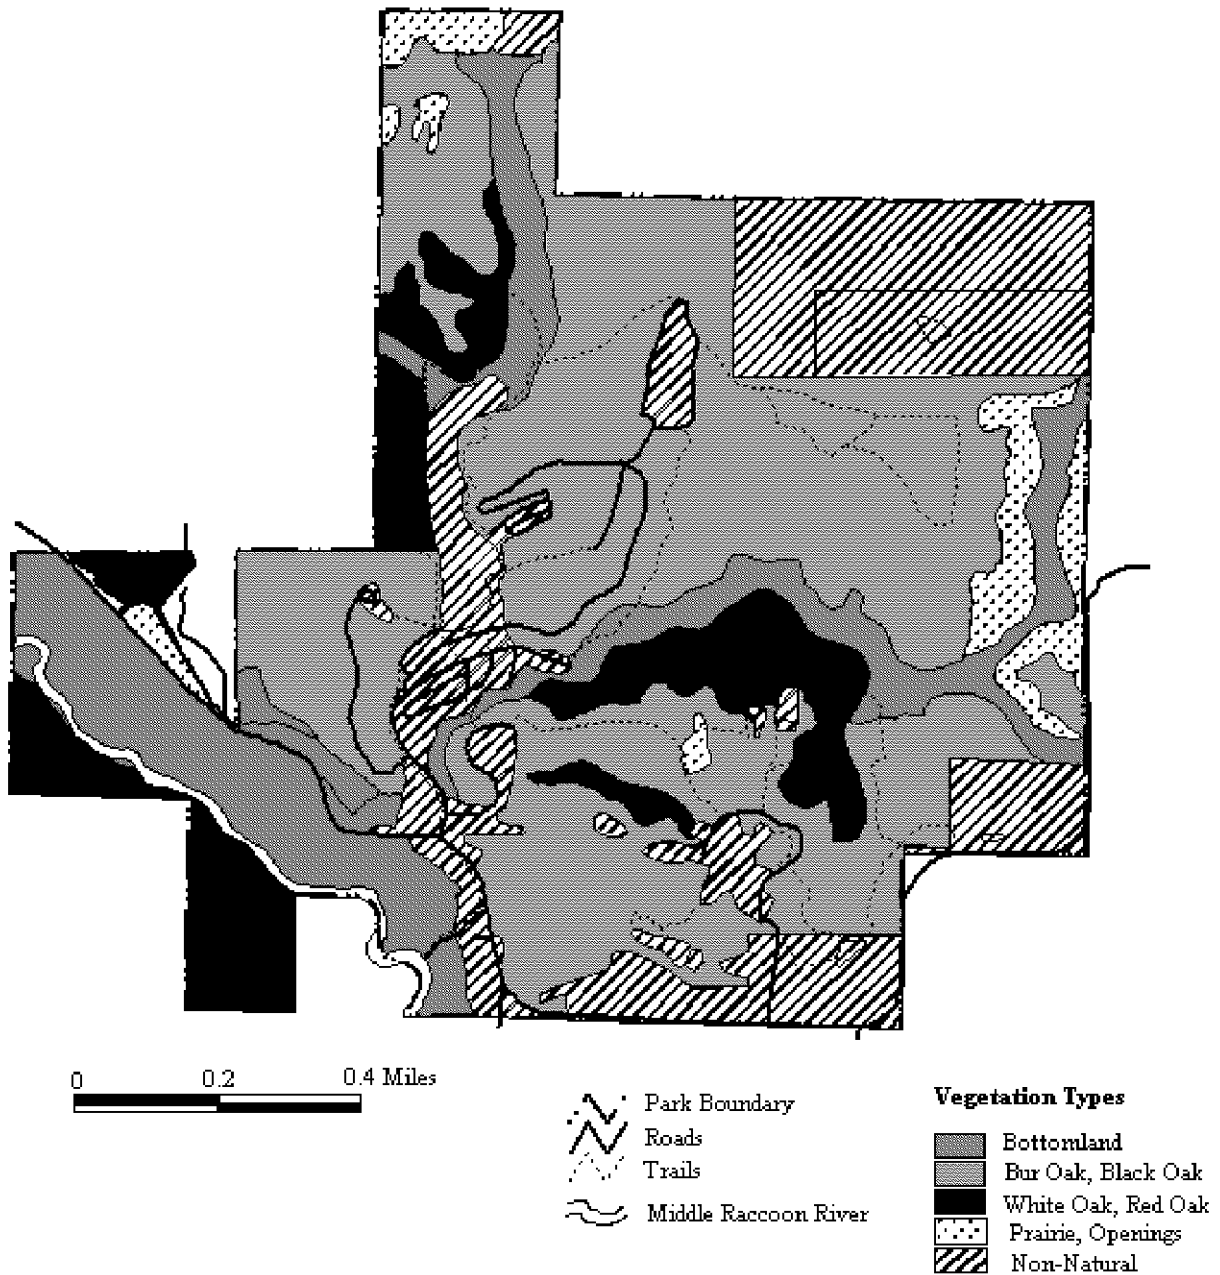 0 0.2 0.4 Miles
Park Boundary
Roads
Trails
Middle Raccoon River
Vegetation Types
Bottomland
Bur Oak, Black Oak
White Oak, Red Oak
Prairie, Openings
Non-Natural